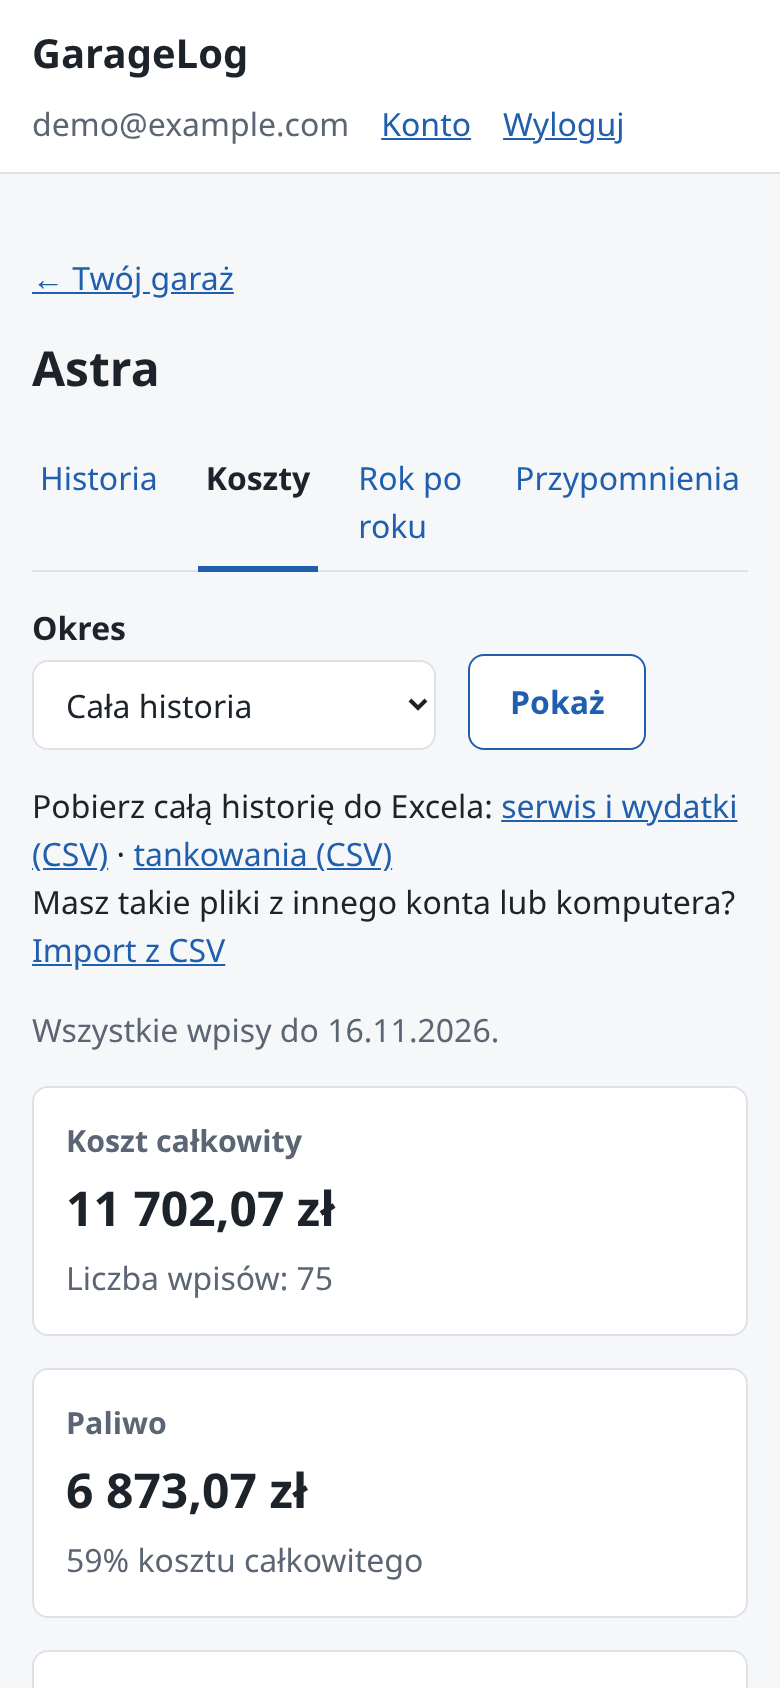 GarageLog
demo@example.com Konto Wyloguj
← Twój garaż
Astra
Historia Koszty Rok po roku Przypomnienia
Okres
Cała historia Pokaż
Pobierz całą historię do Excela: serwis i wydatki
(CSV) · tankowania (CSV)
Masz takie pliki z innego konta lub komputera?
Import z CSV
Wszystkie wpisy do 16.11.2026.
Koszt całkowity
11 702,07 zł
Liczba wpisów: 75
Paliwo
6 873,07 zł
59% kosztu całkowitego